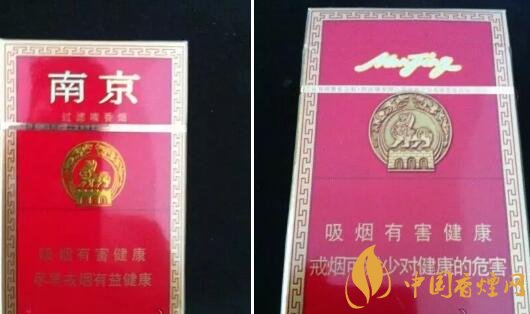 南京
过滤嘴香烟
吸烟有害健康
尽早戒烟有益健康
NanJing
吸烟有害健康
戒烟可减少对健康的危害
中国香烟网